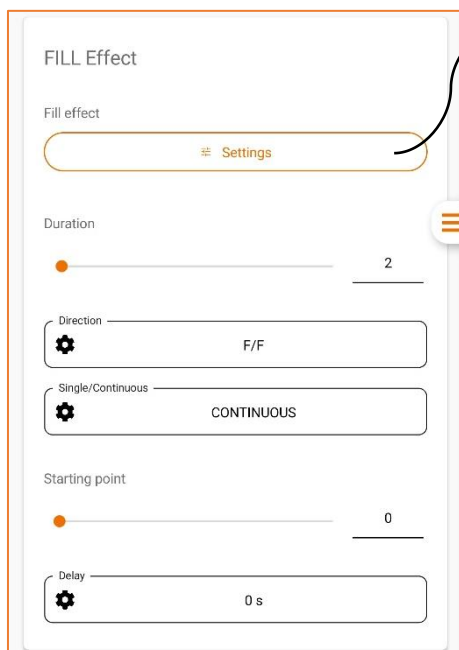 FILL Effect
Fill effect
Settings
Duration
2
Direction
F/F
Single/Continuous
CONTINUOUS
Starting point
0
Delay
0 s